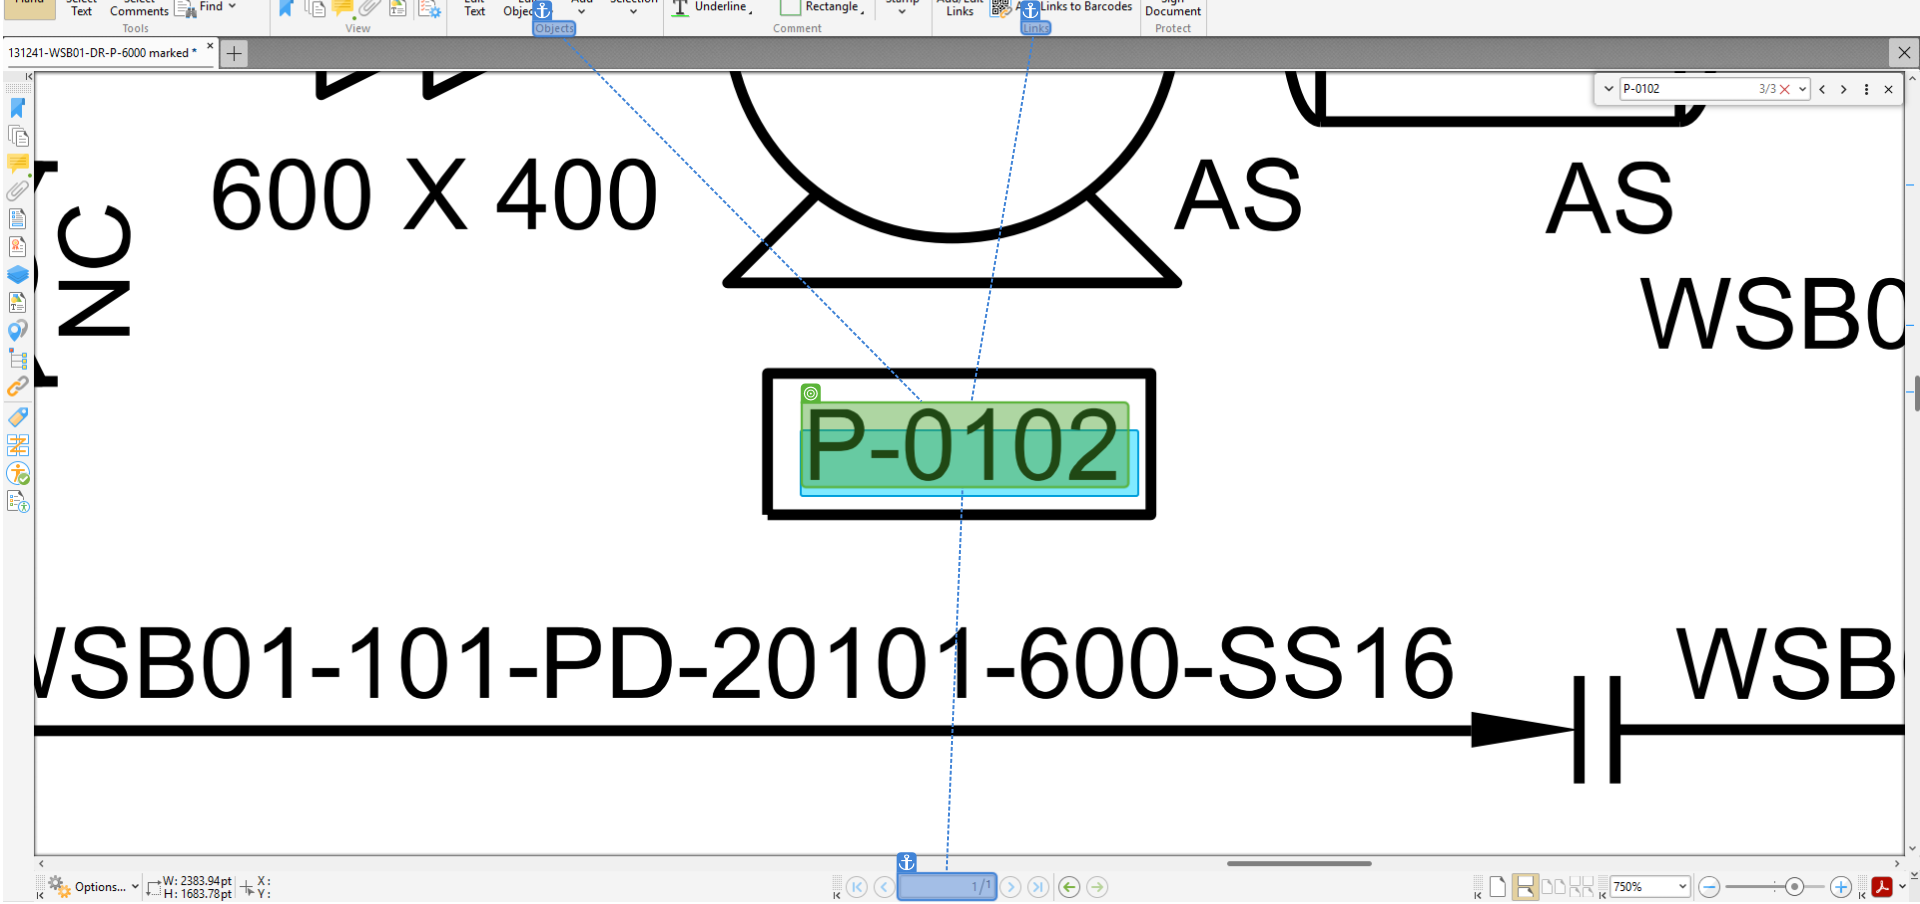 Hand
Select
Text
Select
Comments
Find
Tools
View
Edit
Text
Edit
Objec
Add
Selection
Objects
Underline
Rectangle
Stamp
Comment
Add/Edit
Links
Links to Barcodes
Links
Sign
Document
Protect
131241-WSB01-DR-P-6000 marked *
P-0102
3/3
600 X 400
AS
AS
NC
WSB0
P-0102
WSB01-101-PD-20101-600-SS16
WSB
Options...
W: 2383.94pt
H: 1683.78pt
X:
Y:
1/1
750%